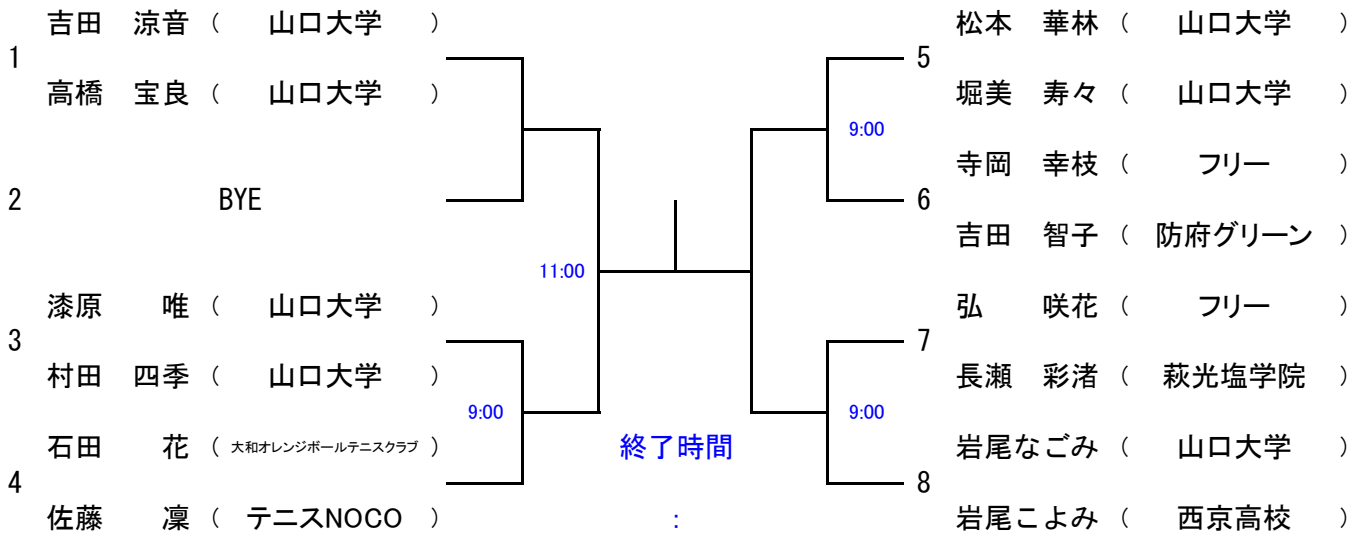 吉田　涼音（　山口大学　）
1
高橋　宝良（　山口大学　）
2 BYE
漆原　　唯（　山口大学　）
3
村田　四季（　山口大学　）
石田　　花（大和オレンジボールテニスクラブ）
4
佐藤　　凜（　テニスNOCO　）
9:00
11:00
終了時間
:
松本　華林（　山口大学　）
5
堀美　寿々（　山口大学　）
9:00
寺岡　幸枝（　フリー　）
6
吉田　智子（　防府グリーン　）
弘　　咲花（　フリー　）
7
長瀬　彩渚（　萩光塩学院　）
9:00
岩尾なごみ（　山口大学　）
8
岩尾こよみ（　西京高校　）